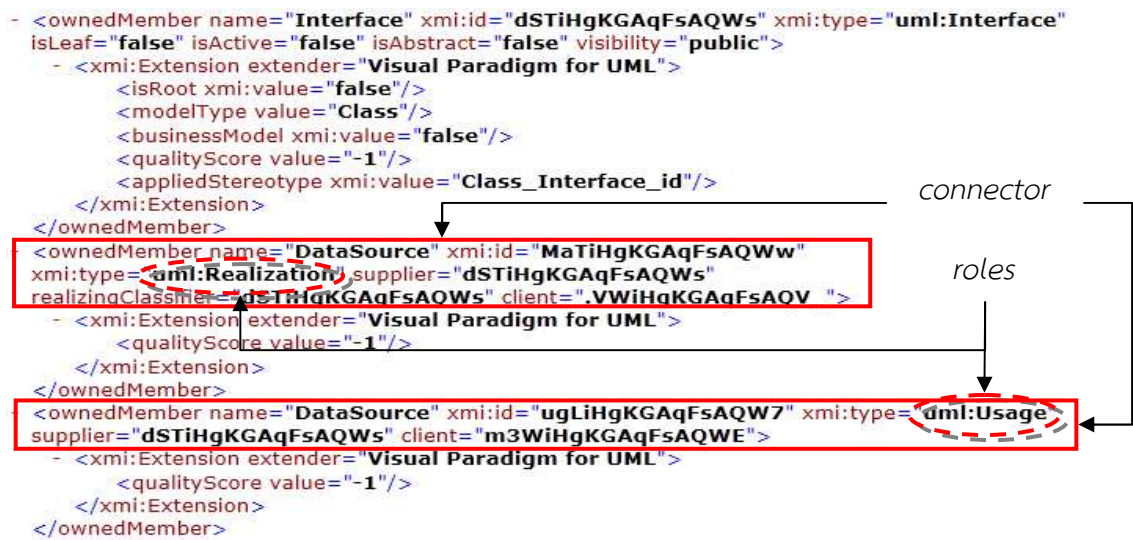 - <ownedMember name="Interface" xmi:id="dSTiHgKGAqFsAQWs" xmi:type="uml:Interface"
isLeaf="false" isActive="false" isAbstract="false" visibility="public">
- <xmi:Extension extender="Visual Paradigm for UML">
<isRoot xmi:value="false"/>
<modelType value="Class"/>
<businessModel xmi:value="false"/>
<qualityScore value="-1"/>
<appliedStereotype xmi:value="Class_Interface_id"/>
</xmi:Extension>
connector
</ownedMember>
- <ownedMember name="DataSource" xmi:id="MaTiHgKGAqFsAQWw"
xmi:type="uml:Realization" supplier="dSTiHgKGAqFsAQWs"
roles
realizingClassifier="dSTiHgKGAqFsAQWs" client=".VWiHgKGAqFsAQV__">
- <xmi:Extension extender="Visual Paradigm for UML">
<qualityScore value="-1"/>
</xmi:Extension>
</ownedMember>
- <ownedMember name="DataSource" xmi:id="ugLiHgKGAqFsAQW7" xmi:type="uml:Usage"
supplier="dSTiHgKGAqFsAQWs" client="m3WiHgKGAqFsAQWE">
- <xmi:Extension extender="Visual Paradigm for UML">
<qualityScore value="-1"/>
</xmi:Extension>
</ownedMember>